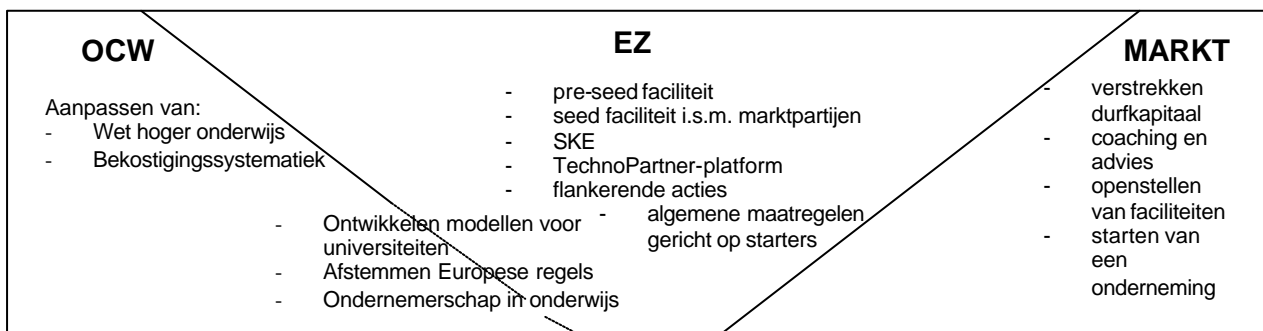 OCW
Aanpassen van:
- Wet hoger onderwijs
- Bekostigingssystematiek
EZ
- pre-seed faciliteit
- seed faciliteit i.s.m. marktpartijen
- SKE
- TechnoPartner-platform
- flankerende acties
- algemene maatregelen
gericht op starters
- Ontwikkelen modellen voor
universiteiten
- Afstemmen Europese regels
- Ondernemerschap in onderwijs
MARKT
- verstrekken
durfkapitaal
- coaching en
advies
- openstellen
van faciliteiten
- starten van
een
onderneming